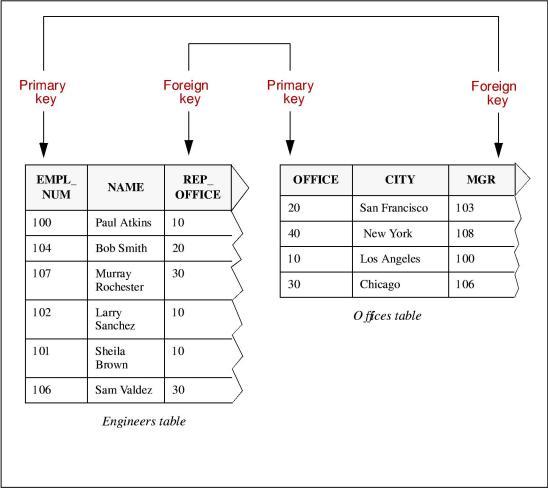 Primary Foreign Primary Foreign
key key key key
EMPL_ NAME REP_
NUM OFFICE
OFFICE CITY MGR
100 Paul Atkins 10
104 Bob Smith 20
107 Murray 30
Rochester
102 Larry 10
Sanchez
101 Sheila 10
Brown
106 Sam Valdez 30
Engineers table
20 San Francisco 103
40 New York 108
10 Los Angeles 100
30 Chicago 106
Offices table